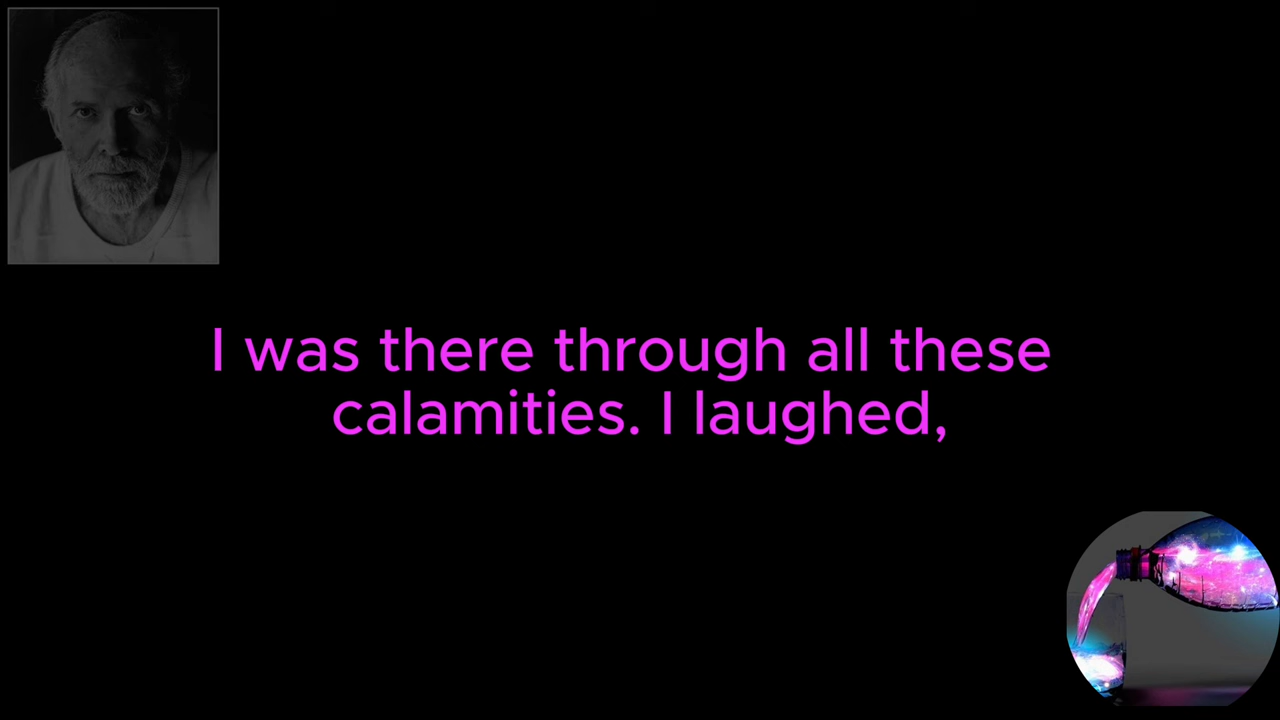 I was there through all these
calamities. I laughed,